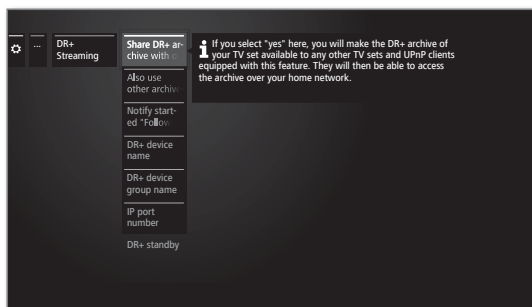 ...
DR+
Streaming
Share DR+ ar-
chive with
Also use
other archive
Notify start-
ed "Follow
DR+ device
name
DR+ device
group name
IP port
number
DR+ standby
If you select "yes" here, you will make the DR+ archive of
your TV set available to any other TV sets and UPnP clients
equipped with this feature. They will then be able to access
the archive over your home network.